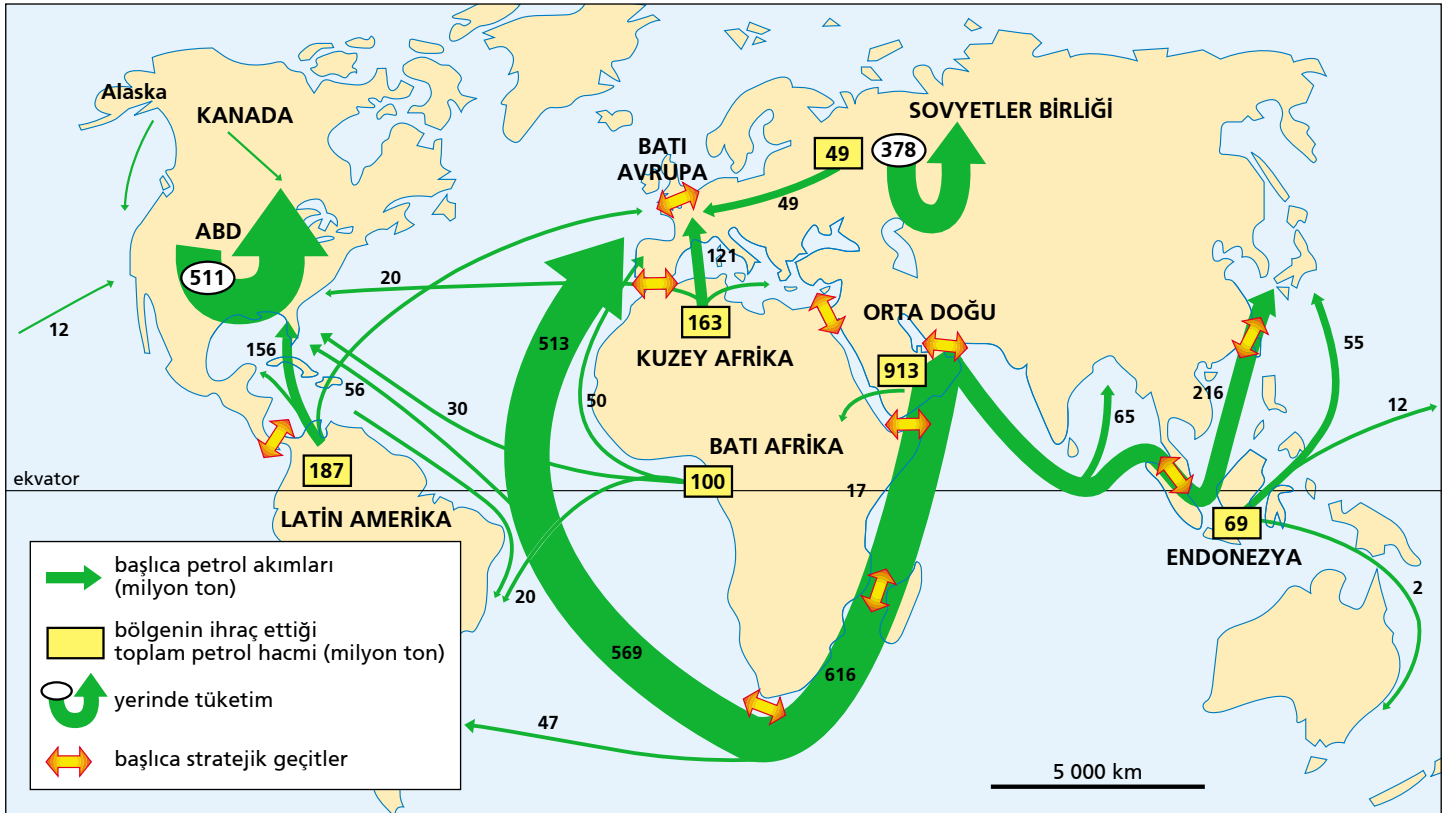 Alaska
KANADA
SOVYETLER BİRLİĞİ
BATI
AVRUPA
49
378
49
ABD
511
20
121
12
156
163
KUZEY AFRİKA
ORTA DOĞU
513
913
55
56
30
50
BATI AFRİKA
65
216
12
ekvator
187
100
17
LATİN AMERİKA
69
ENDONEZYA
20
2
569
616
47
başlıca petrol akımları
(milyon ton)
bölgenin ihraç ettiği
toplam petrol hacmi (milyon ton)
yerinde tüketim
başlıca stratejik geçitler
5 000 km